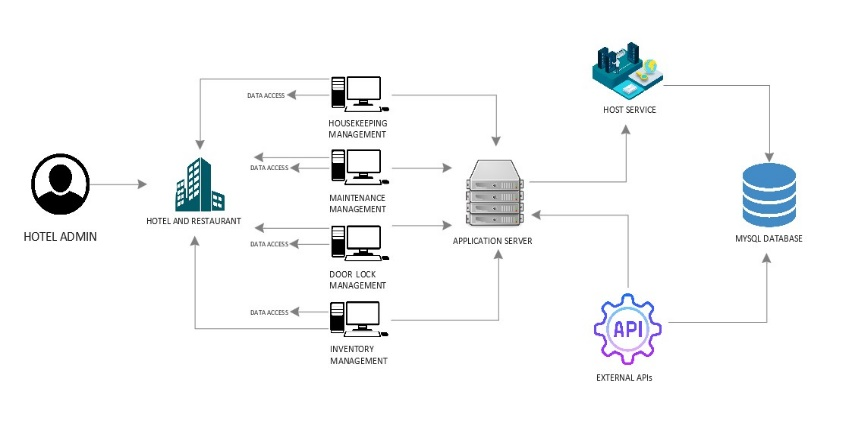 HOST SERVICE
DATA ACCESS
HOUSEKEEPING
MANAGEMENT
DATA ACCESS
MAINTENANCE
MANAGEMENT
HOTEL ADMIN
HOTEL AND RESTAURANT
APPLICATION SERVER
MYSQL DATABASE
DATA ACCESS
DOOR LOCK
MANAGEMENT
DATA ACCESS
INVENTORY
MANAGEMENT
API
EXTERNAL APIs